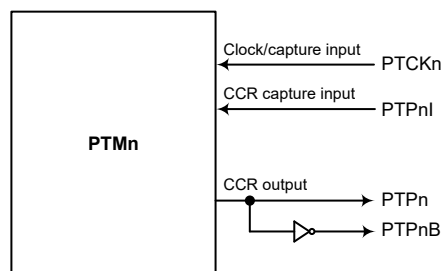 Clock/capture input
PTCKn
CCR capture input
PTPnI
PTMn
CCR output
PTPn
PTPnB